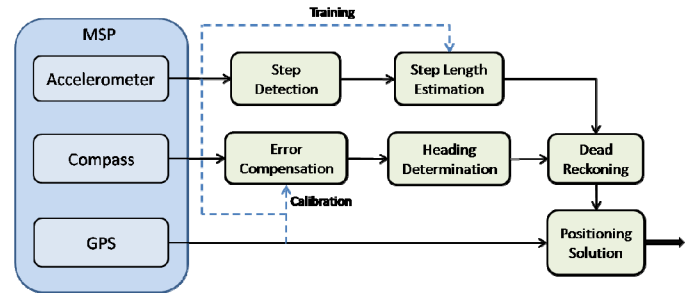 Training
MSP
Accelerometer
Step
Detection
Step Length
Estimation
Compass
Error
Compensation
Heading
Determination
Dead
Reckoning
Calibration
GPS
Positioning
Solution